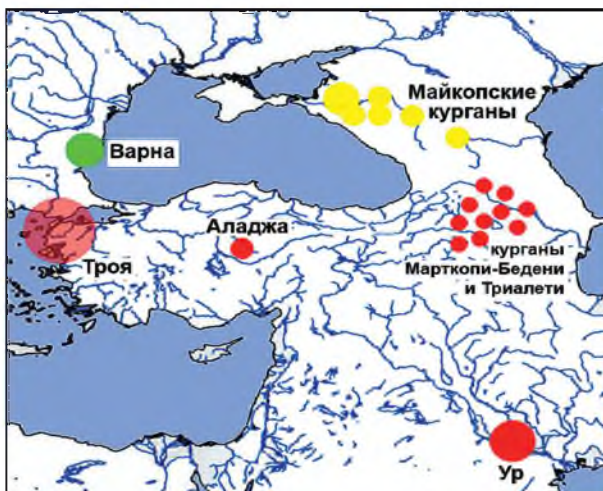 Майкопские
курганы
Варна
Аладжа
Троя
курганы
Марткопи-Бедени
и Триалети
Ур